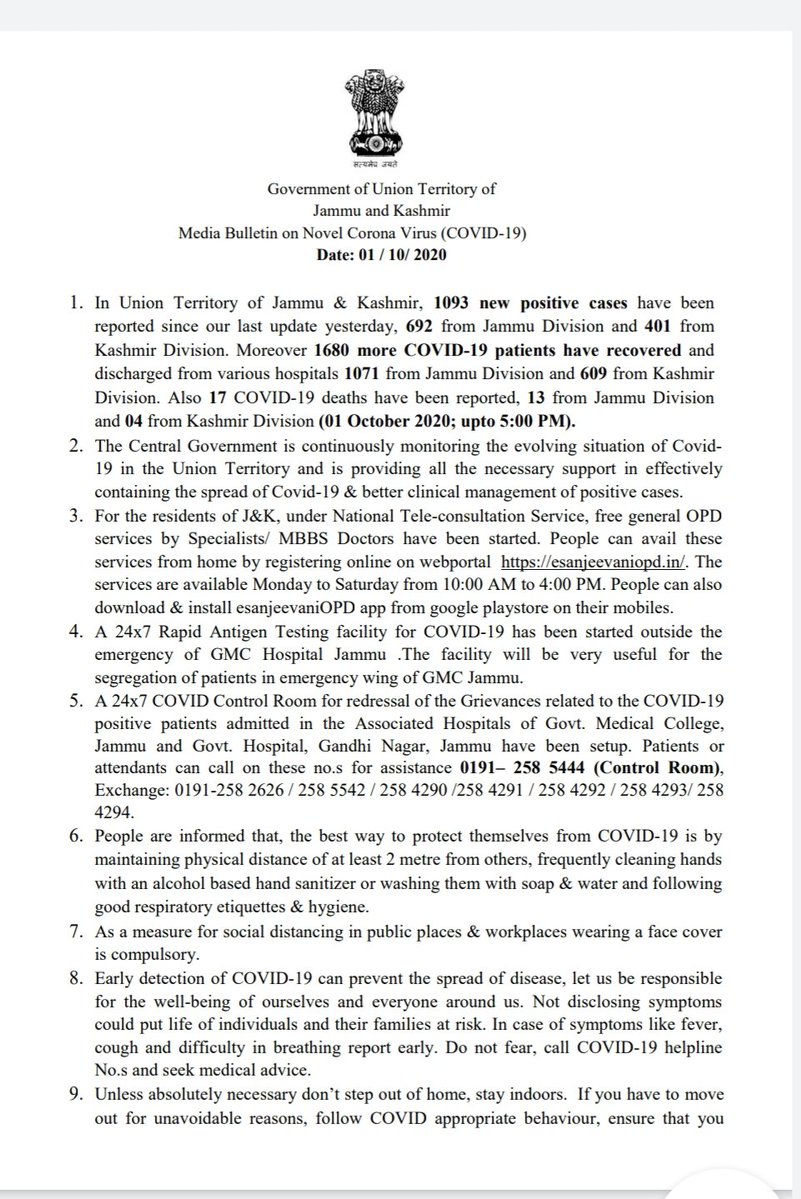 सत्यमेव जयते
Government of Union Territory of
Jammu and Kashmir
Media Bulletin on Novel Corona Virus (COVID-19)
Date: 01 / 10/ 2020
1. In Union Territory of Jammu & Kashmir, 1093 new positive cases have been
reported since our last update yesterday, 692 from Jammu Division and 401 from
Kashmir Division. Moreover 1680 more COVID-19 patients have recovered and
discharged from various hospitals 1071 from Jammu Division and 609 from Kashmir
Division. Also 17 COVID-19 deaths have been reported, 13 from Jammu Division
and 04 from Kashmir Division (01 October 2020; upto 5:00 PM).
2. The Central Government is continuously monitoring the evolving situation of Covid-
19 in the Union Territory and is providing all the necessary support in effectively
containing the spread of Covid-19 & better clinical management of positive cases.
3. For the residents of J&K, under National Tele-consultation Service, free general OPD
services by Specialists/ MBBS Doctors have been started. People can avail these
services from home by registering online on webportal https://esanjeevaniopd.in/. The
services are available Monday to Saturday from 10:00 AM to 4:00 PM. People can also
download & install esanjeevaniOPD app from google playstore on their mobiles.
4. A 24x7 Rapid Antigen Testing facility for COVID-19 has been started outside the
emergency of GMC Hospital Jammu .The facility will be very useful for the
segregation of patients in emergency wing of GMC Jammu.
5. A 24x7 COVID Control Room for redressal of the Grievances related to the COVID-19
positive patients admitted in the Associated Hospitals of Govt. Medical College,
Jammu and Govt. Hospital, Gandhi Nagar, Jammu have been setup. Patients or
attendants can call on these no.s for assistance 0191– 258 5444 (Control Room),
Exchange: 0191-258 2626 / 258 5542 / 258 4290 /258 4291 / 258 4292 / 258 4293/ 258
4294.
6. People are informed that, the best way to protect themselves from COVID-19 is by
maintaining physical distance of at least 2 metre from others, frequently cleaning hands
with an alcohol based hand sanitizer or washing them with soap & water and following
good respiratory etiquettes & hygiene.
7. As a measure for social distancing in public places & workplaces wearing a face cover
is compulsory.
8. Early detection of COVID-19 can prevent the spread of disease, let us be responsible
for the well-being of ourselves and everyone around us. Not disclosing symptoms
could put life of individuals and their families at risk. In case of symptoms like fever,
cough and difficulty in breathing report early. Do not fear, call COVID-19 helpline
No.s and seek medical advice.
9. Unless absolutely necessary don’t step out of home, stay indoors. If you have to move
out for unavoidable reasons, follow COVID appropriate behaviour, ensure that you